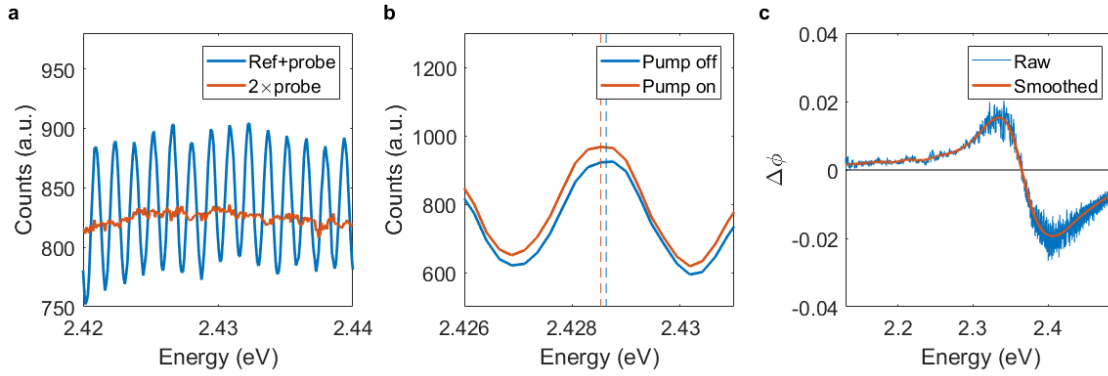 a
950
900
850
800
750
Counts (a.u.)
Ref+probe
2×probe
2.42
2.43
2.44
Energy (eV)
b
1200
1000
800
600
Counts (a.u.)
Pump off
Pump on
2.426
2.428
2.43
Energy (eV)
c
0.04
0.02
0
-0.02
-0.04
Δϕ
Raw
Smoothed
2.2
2.3
2.4
Energy (eV)